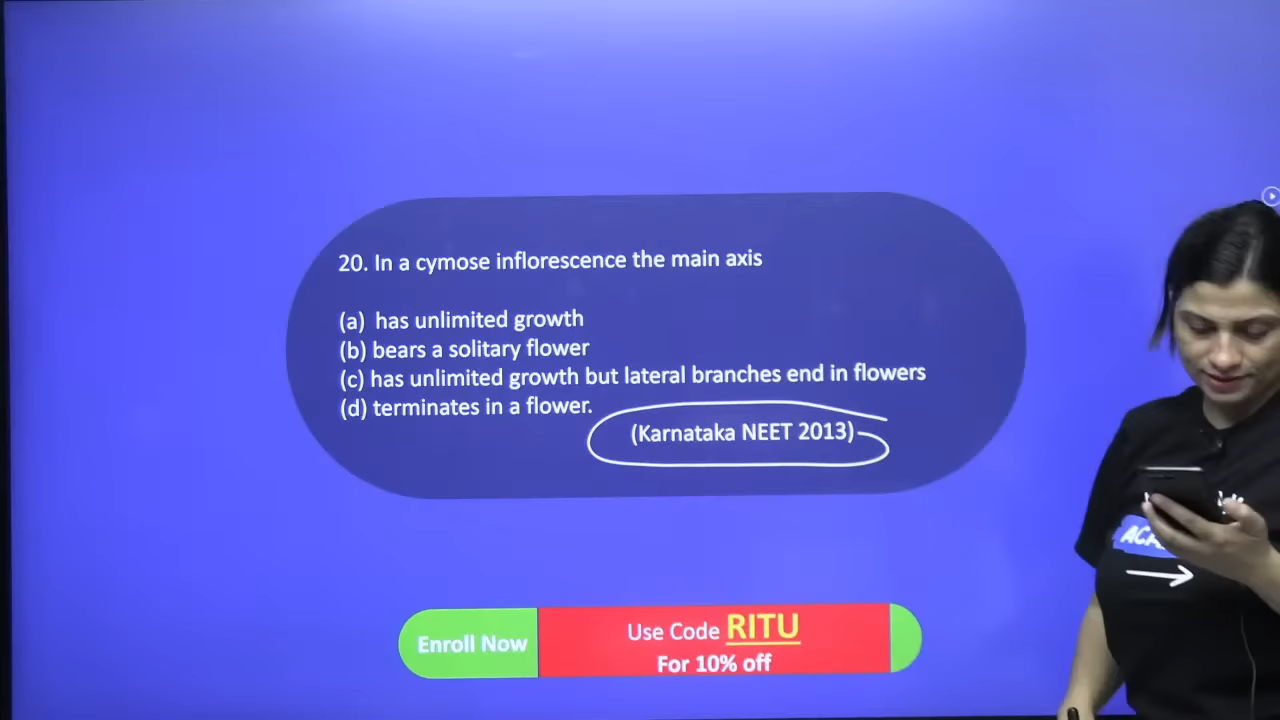 20. In a cymose inflorescence the main axis
(a) has unlimited growth
(b) bears a solitary flower
(c) has unlimited growth but lateral branches end in flowers
(d) terminates in a flower.
(Karnataka NEET 2013)
Enroll Now
Use Code RITU
For 10% off